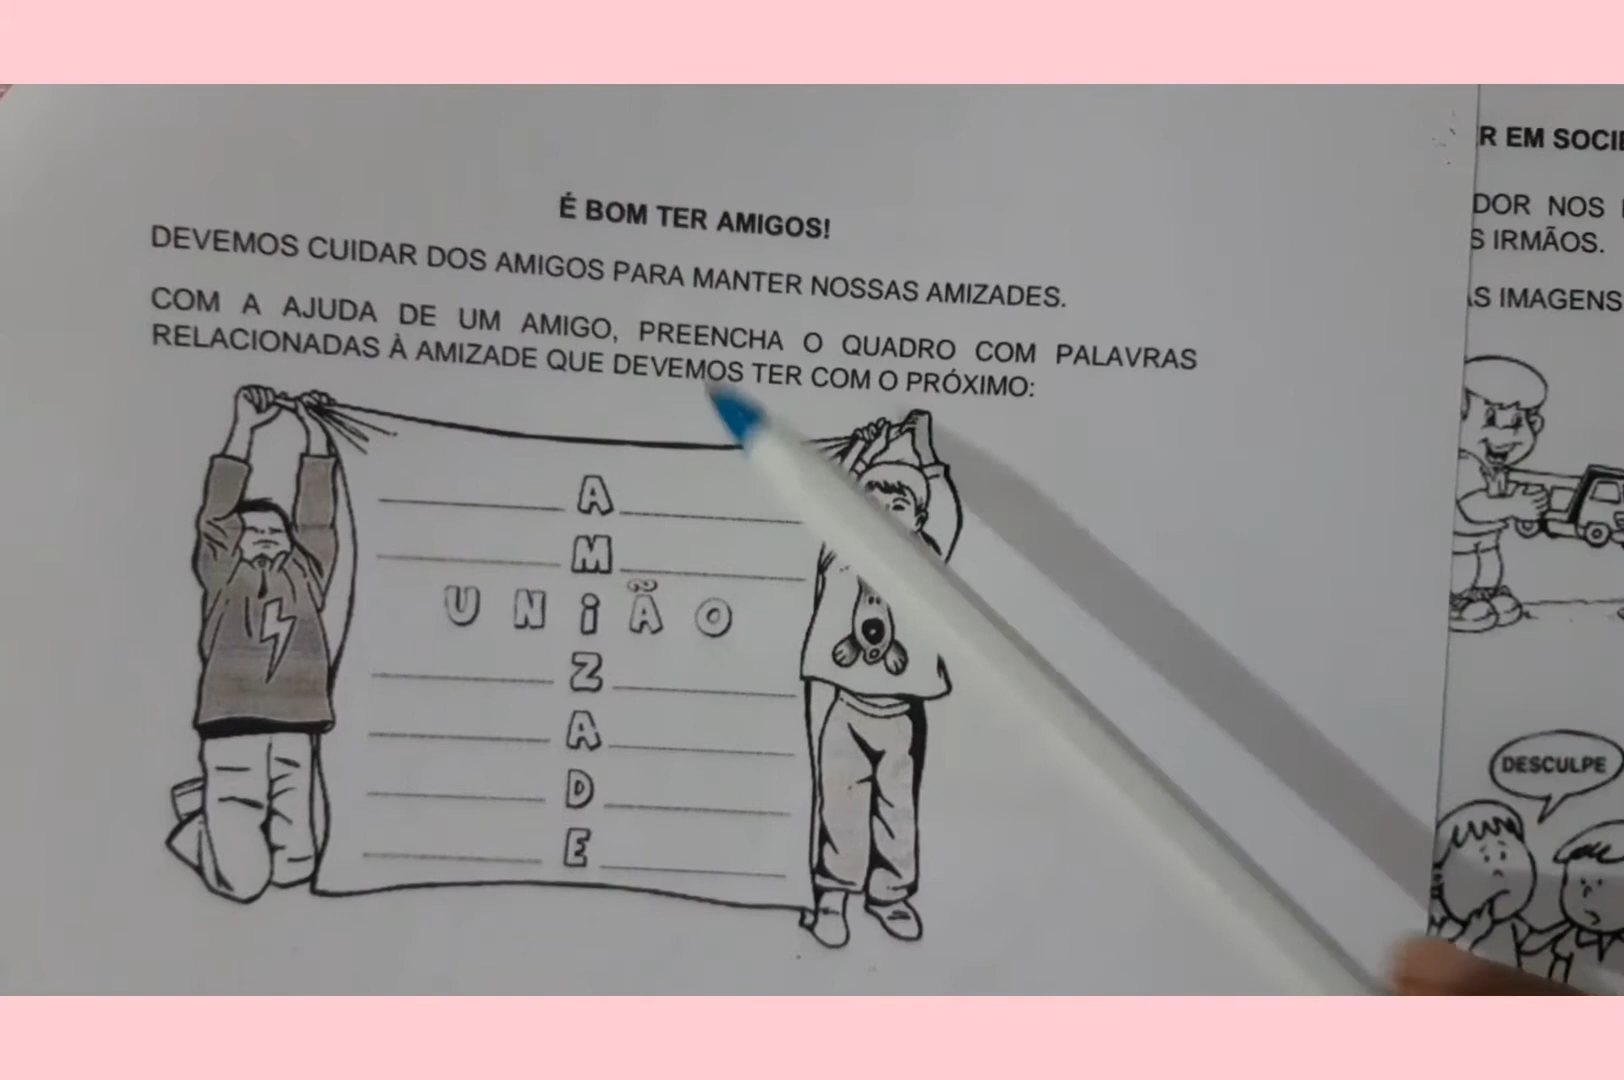 É BOM TER AMIGOS!
DEVEMOS CUIDAR DOS AMIGOS PARA MANTER NOSSAS AMIZADES.
COM A AJUDA DE UM AMIGO, PREENCHA O QUADRO COM PALAVRAS
RELACIONADAS À AMIZADE QUE DEVEMOS TER COM O PRÓXIMO:
A
M
UNIÃO
Z
A
D
E
R EM SOCI
DOR NOS
S IRMÃOS.
S IMAGENS
DESCULPE